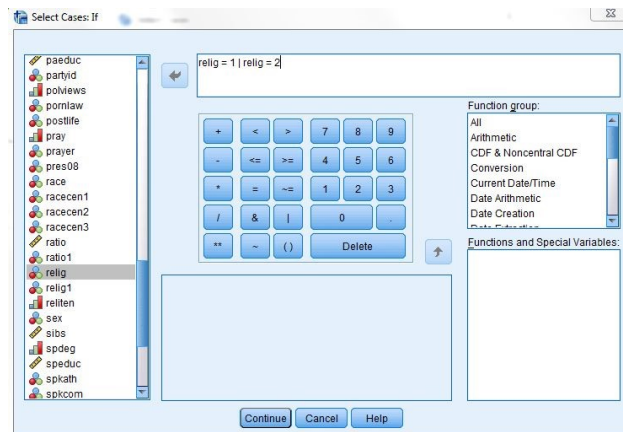 Select Cases: If
paeduc
partyid
polviews
pornlaw
postlife
pray
prayer
pres08
race
racecen1
racecen2
racecen3
ratio
ratio1
relig
relig1
reliten
sex
sibs
spdeg
speduc
spkath
spkcom
relig = 1 | relig = 2
+ < > 7 8 9
- <= >= 4 5 6
* = ~= 1 2 3
/ & | 0 .
** ~ ( ) Delete
Function group:
All
Arithmetic
CDF & Noncentral CDF
Conversion
Current Date/Time
Date Arithmetic
Date Creation
Date Extraction
Functions and Special Variables:
Continue Cancel Help